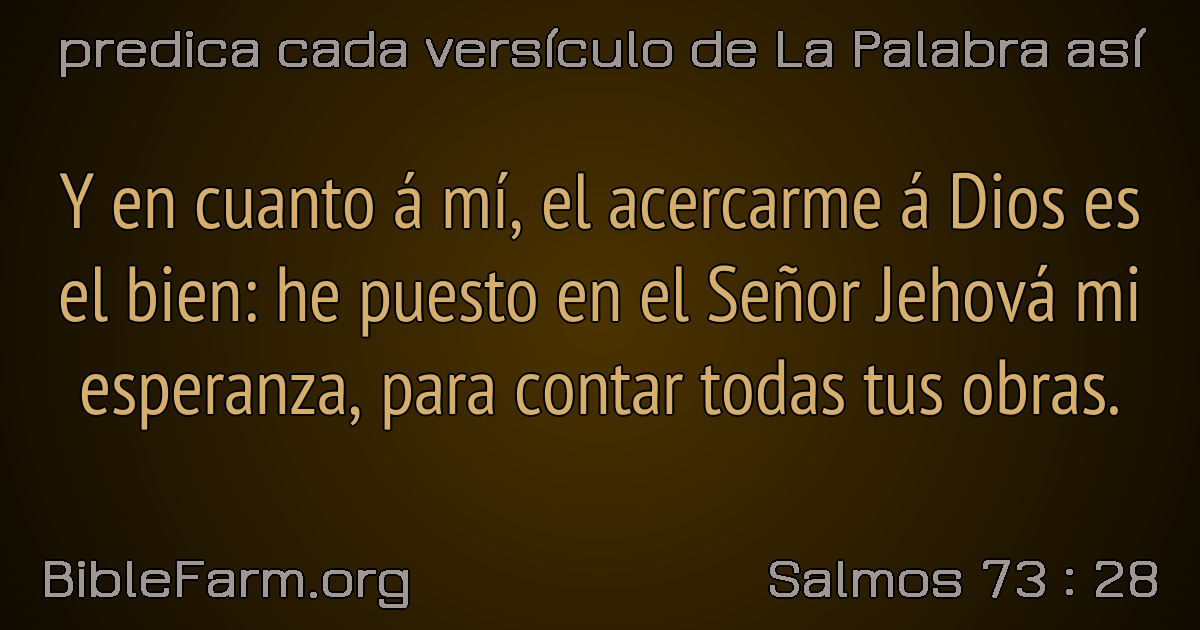 predica cada versículo de La Palabra así
Y en cuanto á mí, el acercarme á Dios es
el bien: he puesto en el Señor Jehová mi
esperanza, para contar todas tus obras.
BibleFarm.org
Salmos 73 : 28